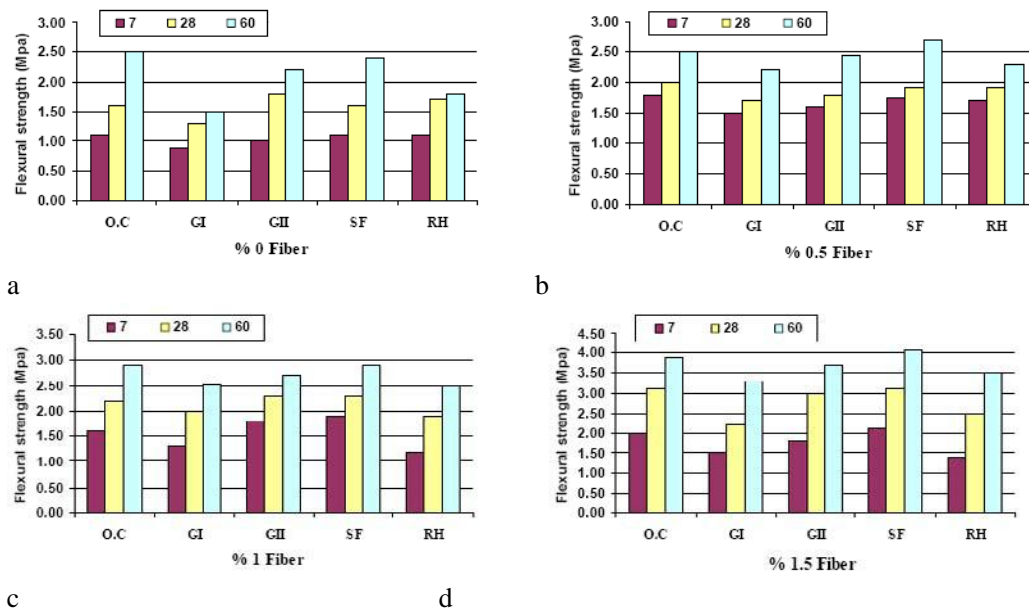 3.00
2.50
2.00
1.50
1.00
0.50
0.00
Flexural strength (Mpa)
7 28 60
O.C GI GII SF RH
% 0 Fiber
a
3.00
2.50
2.00
1.50
1.00
0.50
0.00
Flexural strength (Mpa)
7 28 60
O.C GI GII SF RH
% 0.5 Fiber
b
3.50
3.00
2.50
2.00
1.50
1.00
0.50
0.00
Flexural strength (Mpa)
7 28 60
O.C GI GII SF RH
% 1 Fiber
c
4.50
4.00
3.50
3.00
2.50
2.00
1.50
1.00
0.50
0.00
Flexural strength (Mpa)
7 28 60
O.C GI GII SF RH
% 1.5 Fiber
d